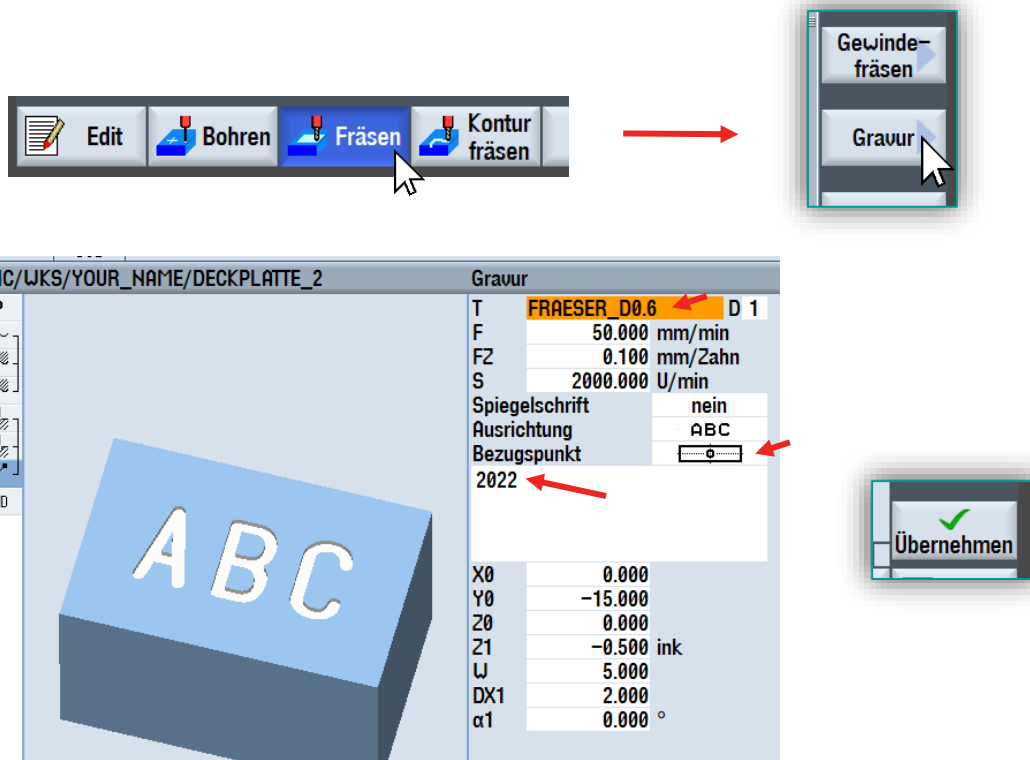 Gewinde-
fräsen
Edit
Bohren
Fräsen
Kontur
fräsen
Gravur
NC/WKS/YOUR_NAME/DECKPLATTE_2
Gravur
T FRAESER_D0.6 D 1
F 50.000 mm/min
FZ 0.100 mm/Zahn
S 2000.000 U/min
Spiegelschrift nein
Ausrichtung ABC
Bezugspunkt
2022
ABC
Übernehmen
X0 0.000
Y0 -15.000
Z0 0.000
Z1 -0.500 ink
W 5.000
DX1 2.000
α1 0.000 °